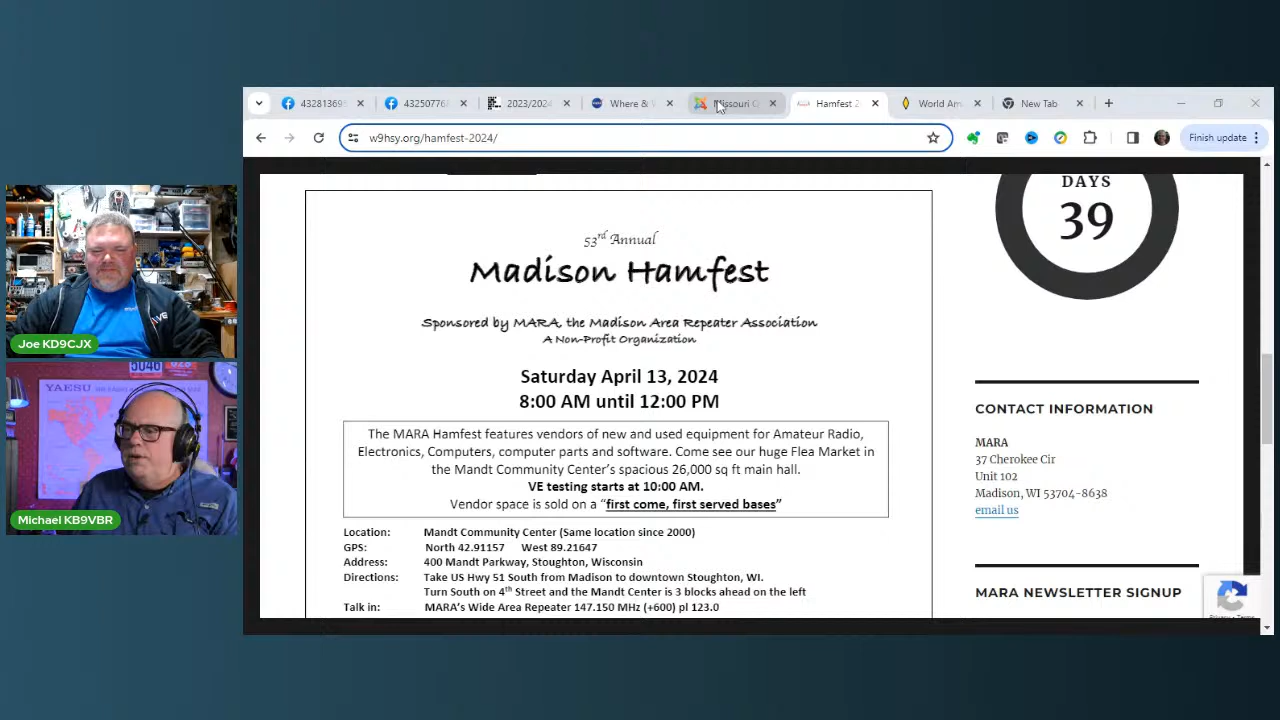 432813695
432507768
2023/2024
Where & W
Missouri Q
Hamfest 2
World Am
New Tab
w9hsy.org/hamfest-2024/
Finish update
53rd Annual
Madison Hamfest
Sponsored by MARA, the Madison Area Repeater Association
A Non-Profit Organization
Saturday April 13, 2024
8:00 AM until 12:00 PM
The MARA Hamfest features vendors of new and used equipment for Amateur Radio,
Electronics, Computers, computer parts and software. Come see our huge Flea Market in
the Mandt Community Center's spacious 26,000 sq ft main hall.
VE testing starts at 10:00 AM.
Vendor space is sold on a "first come, first served bases"
Location: Mandt Community Center (Same location since 2000)
GPS: North 42.91157 West 89.21647
Address: 400 Mandt Parkway, Stoughton, Wisconsin
Directions: Take US Hwy 51 South from Madison to downtown Stoughton, WI.
Turn South on 4th Street and the Mandt Center is 3 blocks ahead on the left
Talk in: MARA's Wide Area Repeater 147.150 MHz (+600) pl 123.0
DAYS
39
CONTACT INFORMATION
MARA
37 Cherokee Cir
Unit 102
Madison, WI 53704-8638
email us
MARA NEWSLETTER SIGNUP
Privacy - Terms
Joe KD9CJX
YAESU
Michael KB9VBR